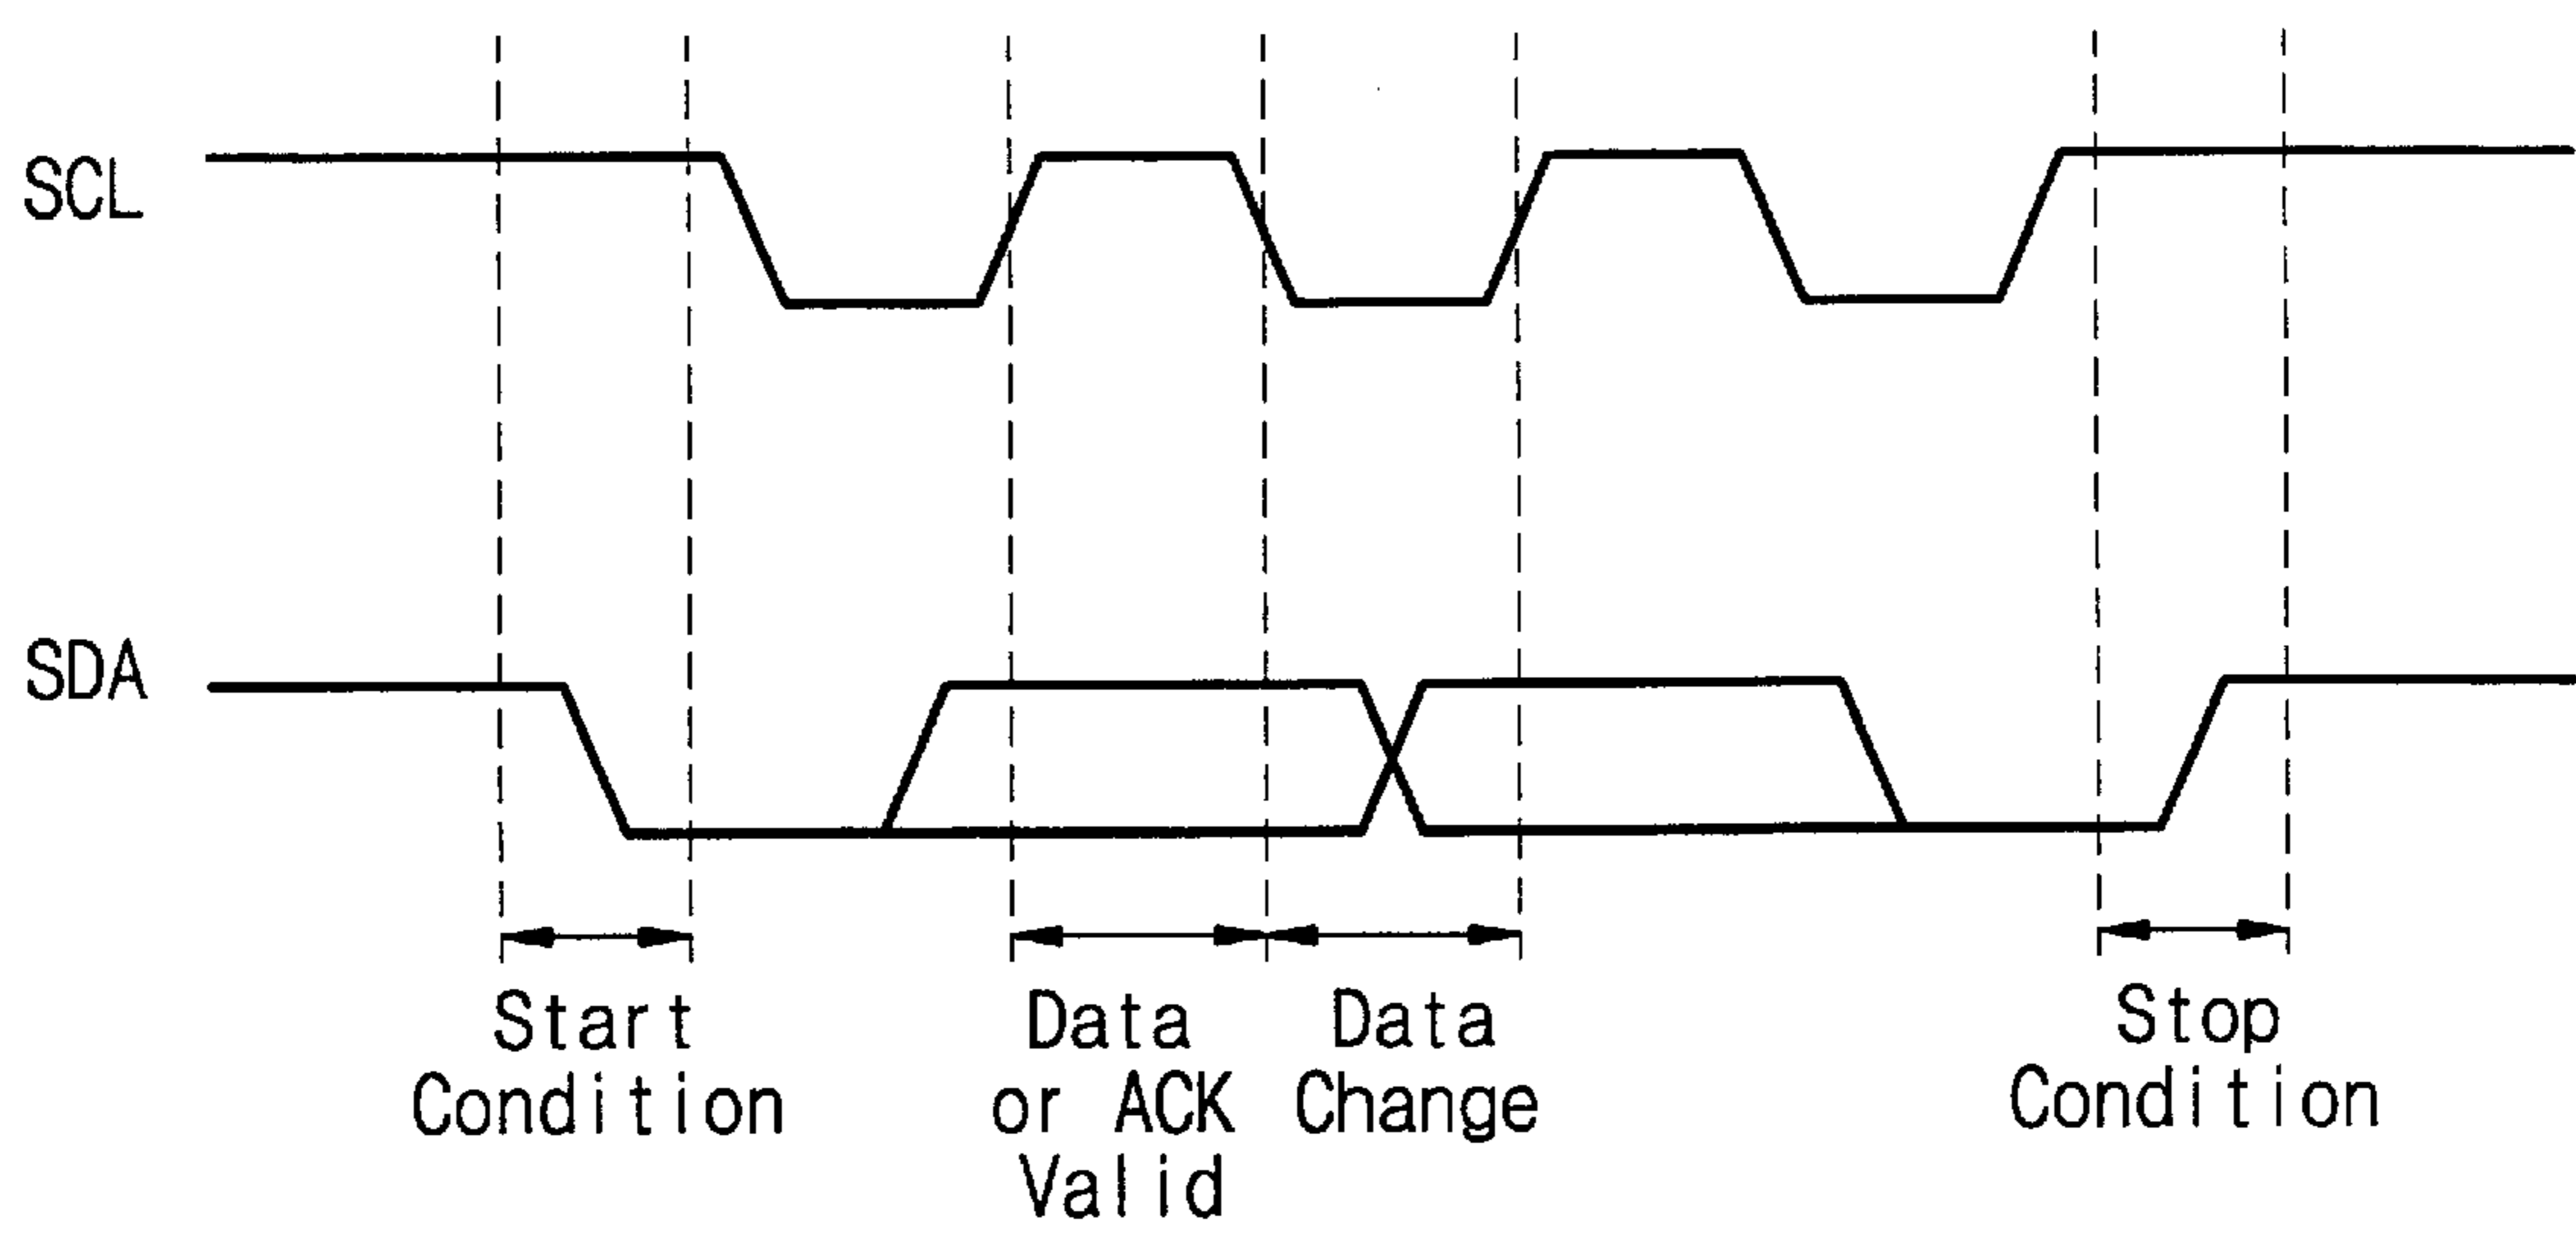 SCL
SDA
Start
Condition
Data
or ACK
Valid
Data
Change
Stop
Condition